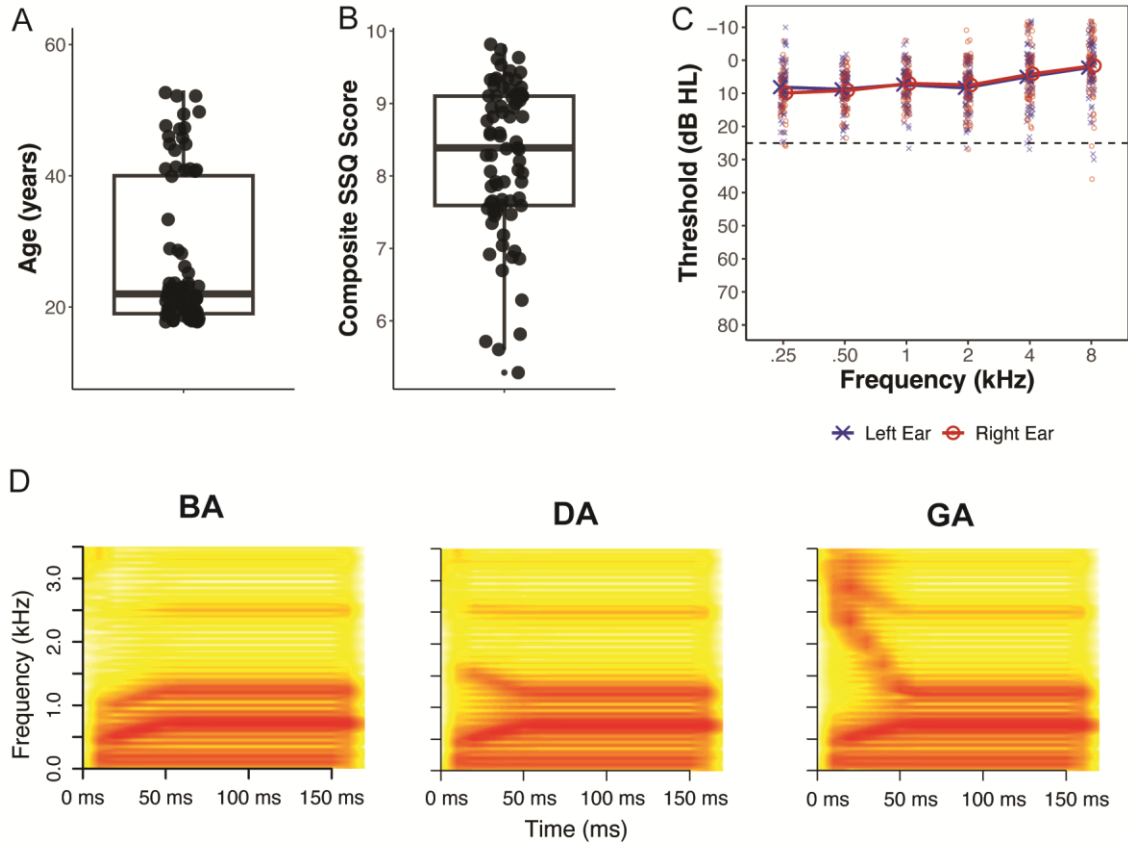 A
Age (years)
60
40
20
B
Composite SSQ Score
10
9
8
7
6
C
Threshold (dB HL)
−10
0
10
20
30
40
50
60
70
80
.25 .50 1 2 4 8
Frequency (kHz)
Left Ear Right Ear
D
BA DA GA
Frequency (kHz)
3.0
2.0
1.0
0.0
0 ms 50 ms 100 ms 150 ms
0 ms 50 ms 100 ms 150 ms
0 ms 50 ms 100 ms 150 ms
Time (ms)